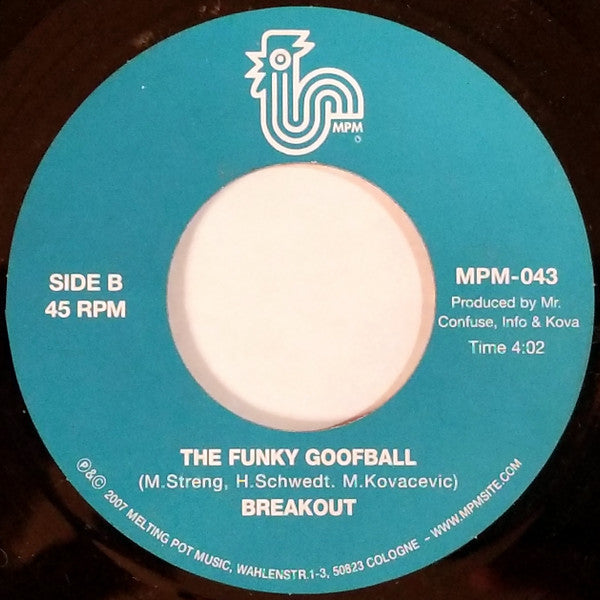 MPM
SIDE B
45 RPM
MPM-043
Produced by Mr.
Confuse, Info & Kova
Time 4:02
THE FUNKY GOOFBALL
(M.Streng, H.Schwedt. M.Kovacevic)
BREAKOUT
℗&© 2007 MELTING POT MUSIC, WAHLENSTR.1-3, 50823 COLOGNE – WWW.MPMSITE.COM